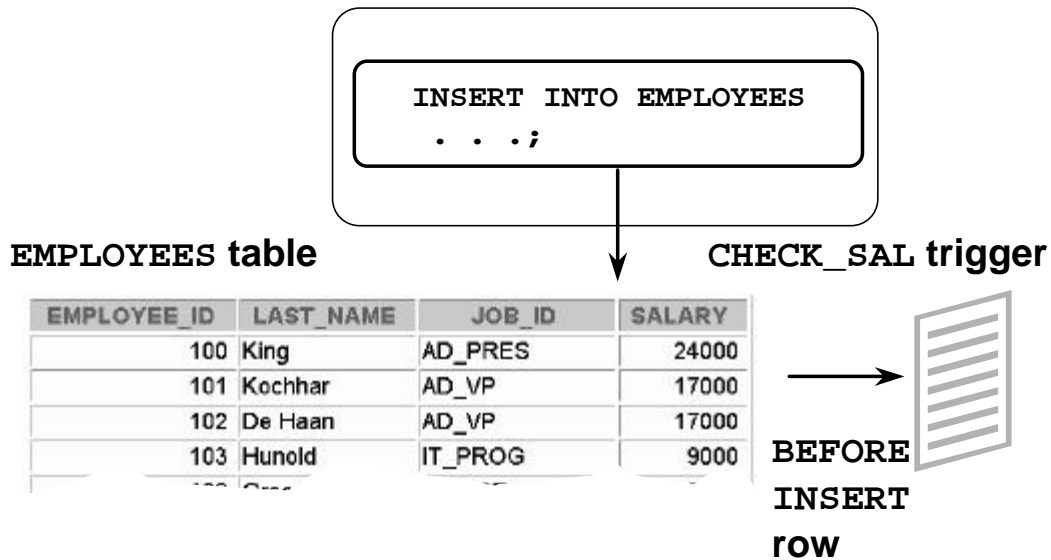 INSERT INTO EMPLOYEES
. . .;
EMPLOYEES table
CHECK_SAL trigger
EMPLOYEE_ID LAST_NAME JOB_ID SALARY
100 King AD_PRES 24000
101 Kochhar AD_VP 17000
102 De Haan AD_VP 17000
103 Hunold IT_PROG 9000
BEFORE
INSERT
row